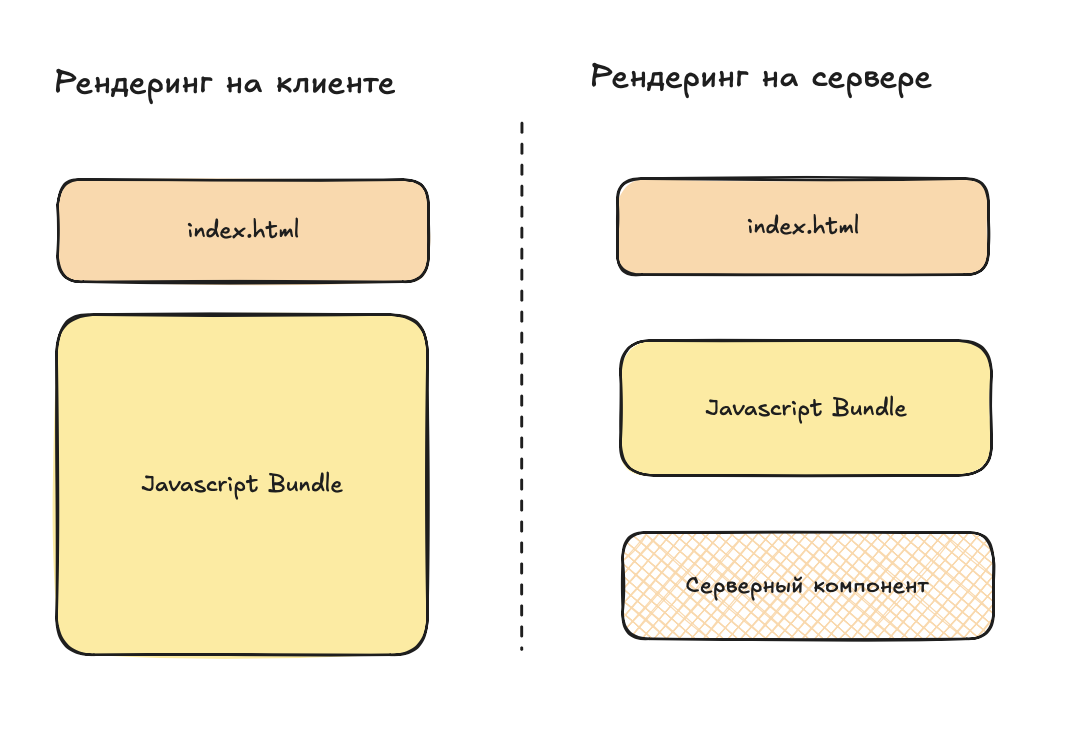 Рендеринг на клиенте
index.html
Javascript Bundle
Рендеринг на сервере
index.html
Javascript Bundle
Серверный компонент